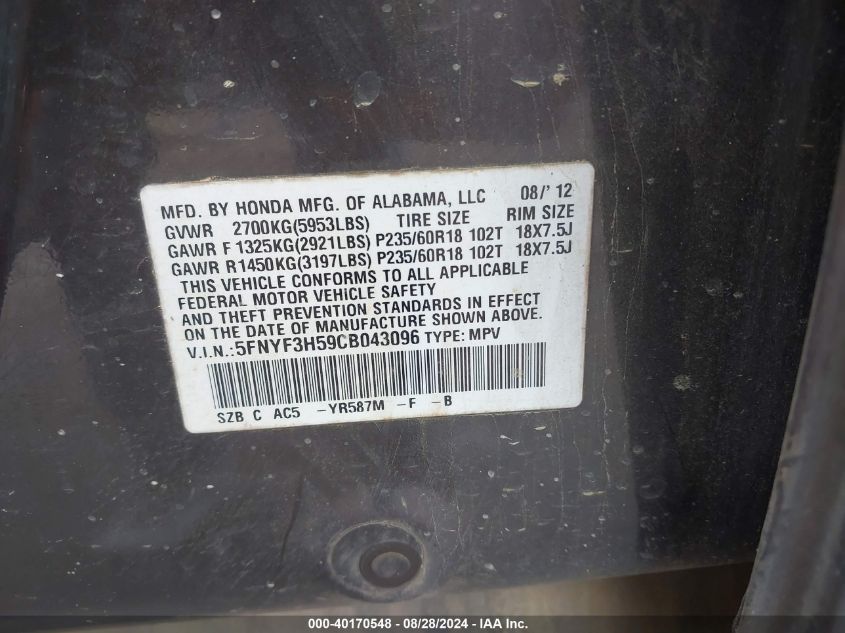 MFD. BY HONDA MFG. OF ALABAMA, LLC 08/'12
GVWR 2700KG(5953LBS) TIRE SIZE RIM SIZE
GAWR F 1325KG(2921LBS) P235/60R18 102T 18X7.5J
GAWR R1450KG(3197LBS) P235/60R18 102T 18X7.5J
THIS VEHICLE CONFORMS TO ALL APPLICABLE
FEDERAL MOTOR VEHICLE SAFETY
AND THEFT PREVENTION STANDARDS IN EFFECT
ON THE DATE OF MANUFACTURE SHOWN ABOVE.
V.I.N.:5FNYF3H59CB043096 TYPE: MPV
SZB C AC5 -YR587M -F -B
000-40170548 - 08/28/2024 - IAA Inc.